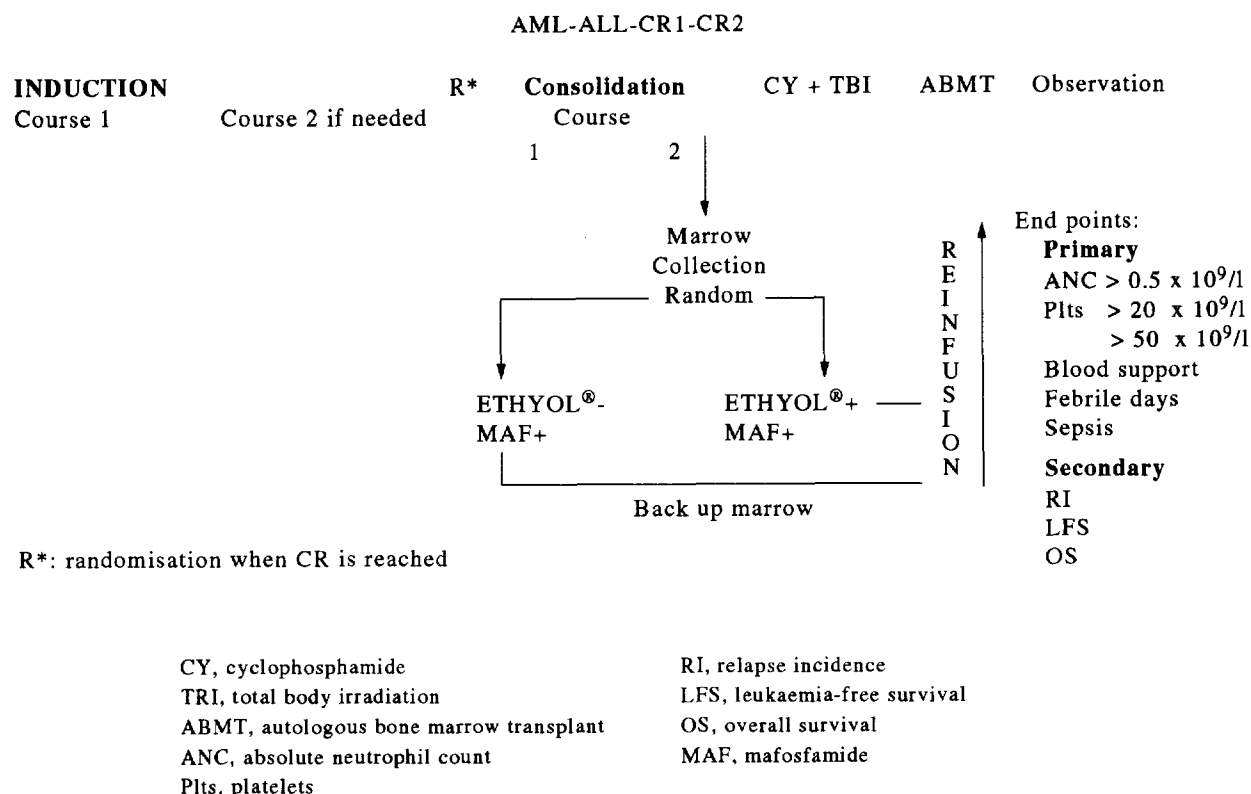 AML-ALL-CR1-CR2
INDUCTION R* Consolidation CY + TBI ABMT Observation
Course 1 Course 2 if needed Course
1 2
Marrow
Collection
Random
ETHYOL®-
MAF+
ETHYOL®+
MAF+
Back up marrow
REINFUSION
End points:
Primary
ANC > 0.5 x 10⁹/l
Plts > 20 x 10⁹/l
> 50 x 10⁹/l
Blood support
Febrile days
Sepsis
Secondary
RI
LFS
OS
R*: randomisation when CR is reached
CY, cyclophosphamide
TRI, total body irradiation
ABMT, autologous bone marrow transplant
ANC, absolute neutrophil count
Plts, platelets
RI, relapse incidence
LFS, leukaemia-free survival
OS, overall survival
MAF, mafosfamide